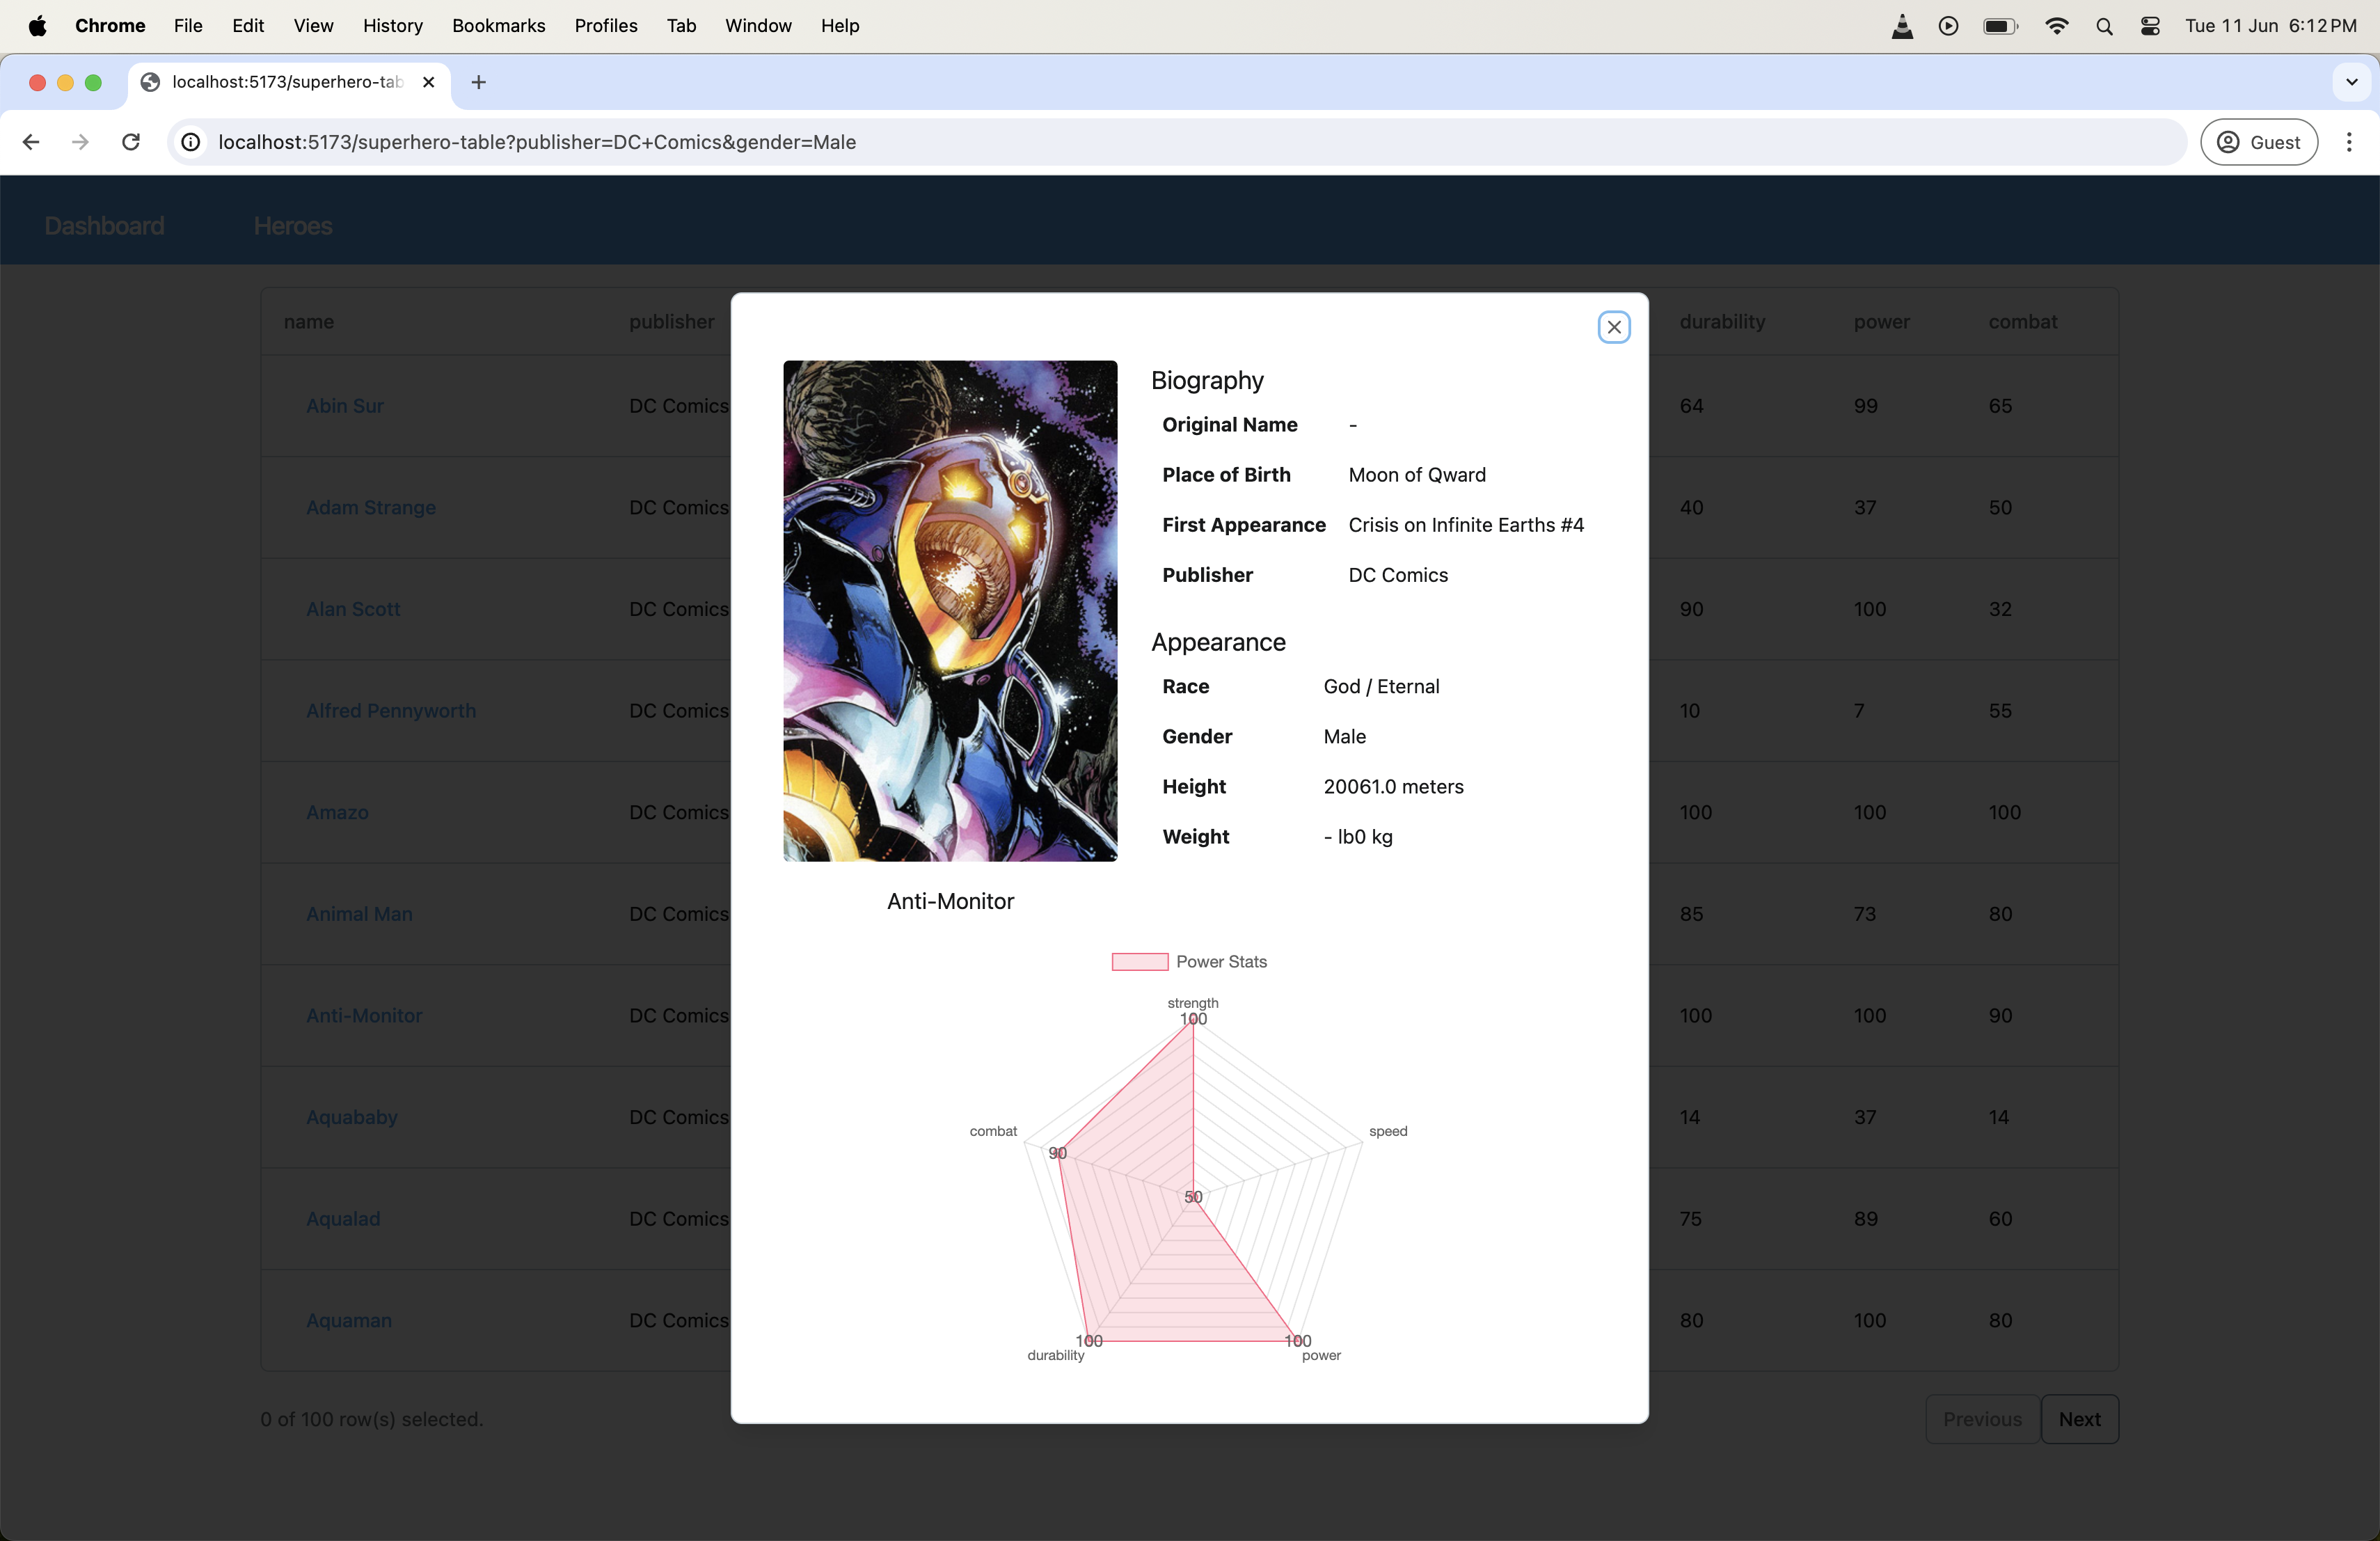 Chrome File Edit View History Bookmarks Profiles Tab Window Help Tue 11 Jun 6:12 PM
localhost:5173/superhero-tab
localhost:5173/superhero-table?publisher=DC+Comics&gender=Male Guest
Dashboard Heroes
name publisher durability power combat
Abin Sur DC Comics 64 99 65
Adam Strange DC Comics 40 37 50
Alan Scott DC Comics 90 100 32
Alfred Pennyworth DC Comics 10 7 55
Amazo DC Comics 100 100 100
Animal Man DC Comics 85 73 80
Anti-Monitor DC Comics 100 100 90
Aquababy DC Comics 14 37 14
Aqualad DC Comics 75 89 60
Aquaman DC Comics 80 100 80
0 of 100 row(s) selected. Previous Next
Biography
Original Name -
Place of Birth Moon of Qward
First Appearance Crisis on Infinite Earths #4
Publisher DC Comics
Appearance
Race God / Eternal
Gender Male
Height 20061.0 meters
Weight - lb0 kg
Anti-Monitor
Power Stats
strength
100
combat speed
90
50
100 100
durability power